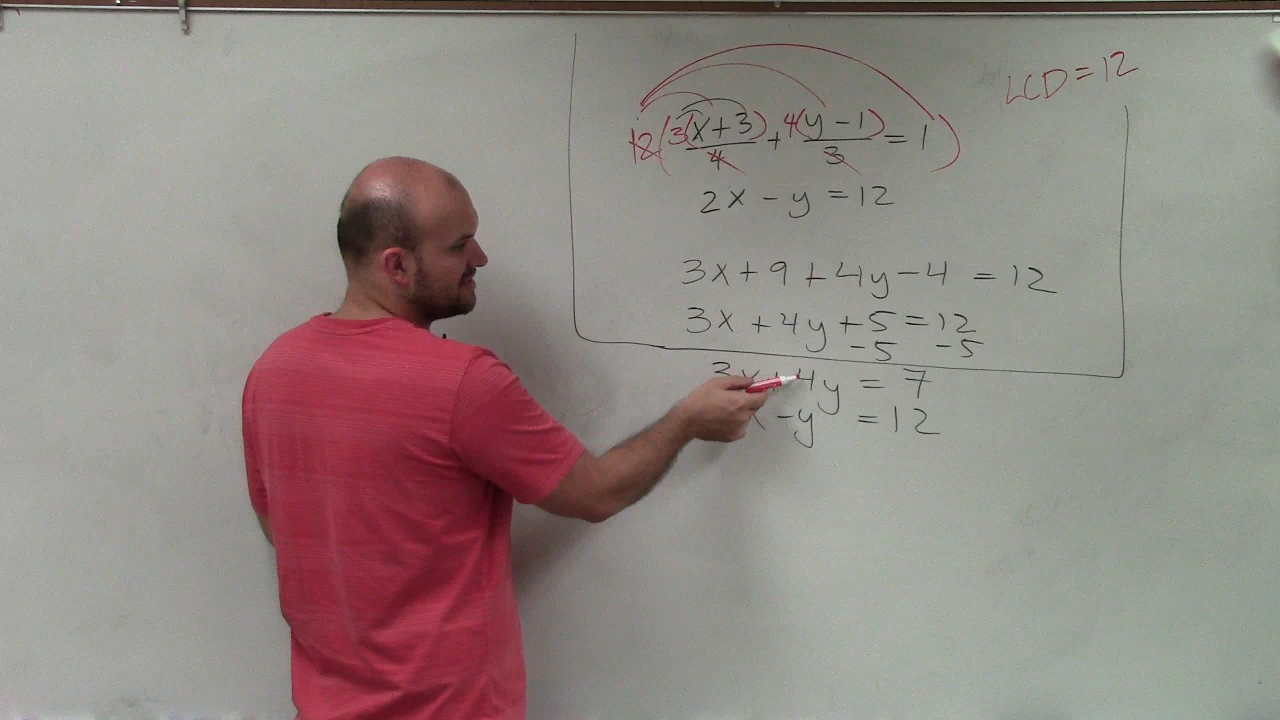 LCD = 12
12(3(x+3)/4 + 4(y-1)/3 = 1)
2x - y = 12
3x + 9 + 4y - 4 = 12
3x + 4y + 5 = 12
-5 -5
3x + 4y = 7
x - y = 12